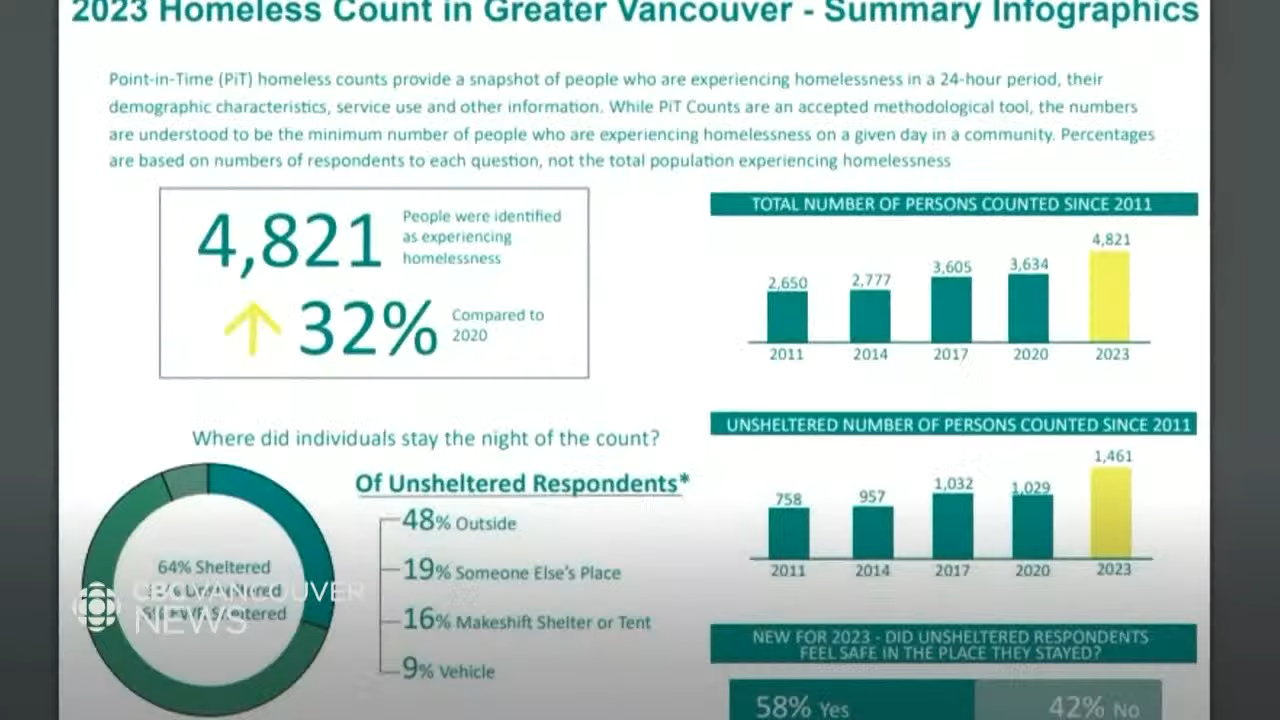 2023 Homeless Count in Greater Vancouver - Summary Infographics
Point-in-Time (PiT) homeless counts provide a snapshot of people who are experiencing homelessness in a 24-hour period, their
demographic characteristics, service use and other information. While PiT Counts are an accepted methodological tool, the numbers
are understood to be the minimum number of people who are experiencing homelessness on a given day in a community. Percentages
are based on numbers of respondents to each question, not the total population experiencing homelessness
4,821
People were identified
as experiencing
homelessness
32%
Compared to
2020
TOTAL NUMBER OF PERSONS COUNTED SINCE 2011
2,650
2,777
3,605
3,634
4,821
2011
2014
2017
2020
2023
UNSHELTERED NUMBER OF PERSONS COUNTED SINCE 2011
758
957
1,032
1,029
1,461
2011
2014
2017
2020
2023
Where did individuals stay the night of the count?
64% Sheltered
Of Unsheltered Respondents*
48% Outside
19% Someone Else's Place
16% Makeshift Shelter or Tent
9% Vehicle
NEW FOR 2023 - DID UNSHELTERED RESPONDENTS
FEEL SAFE IN THE PLACE THEY STAYED?
58% Yes
42% No
CBC VANCOUVER
NEWS